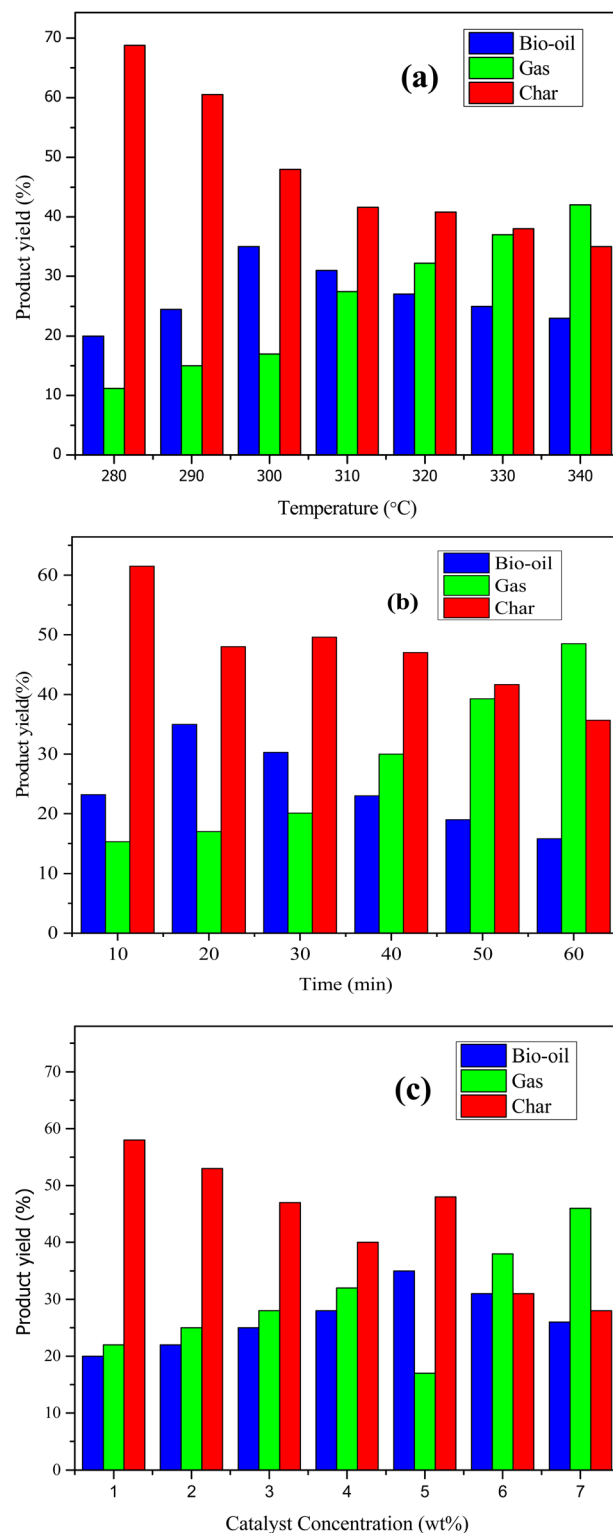 70
60
50
40
30
20
10
0
Product yield (%)
(a)
Bio-oil
Gas
Char
280 290 300 310 320 330 340
Temperature (°C)
60
50
40
30
20
10
0
Product yield(%)
(b)
Bio-oil
Gas
Char
10 20 30 40 50 60
Time (min)
70
60
50
40
30
20
10
0
Product yield (%)
(c)
Bio-oil
Gas
Char
1 2 3 4 5 6 7
Catalyst Concentration (wt%)